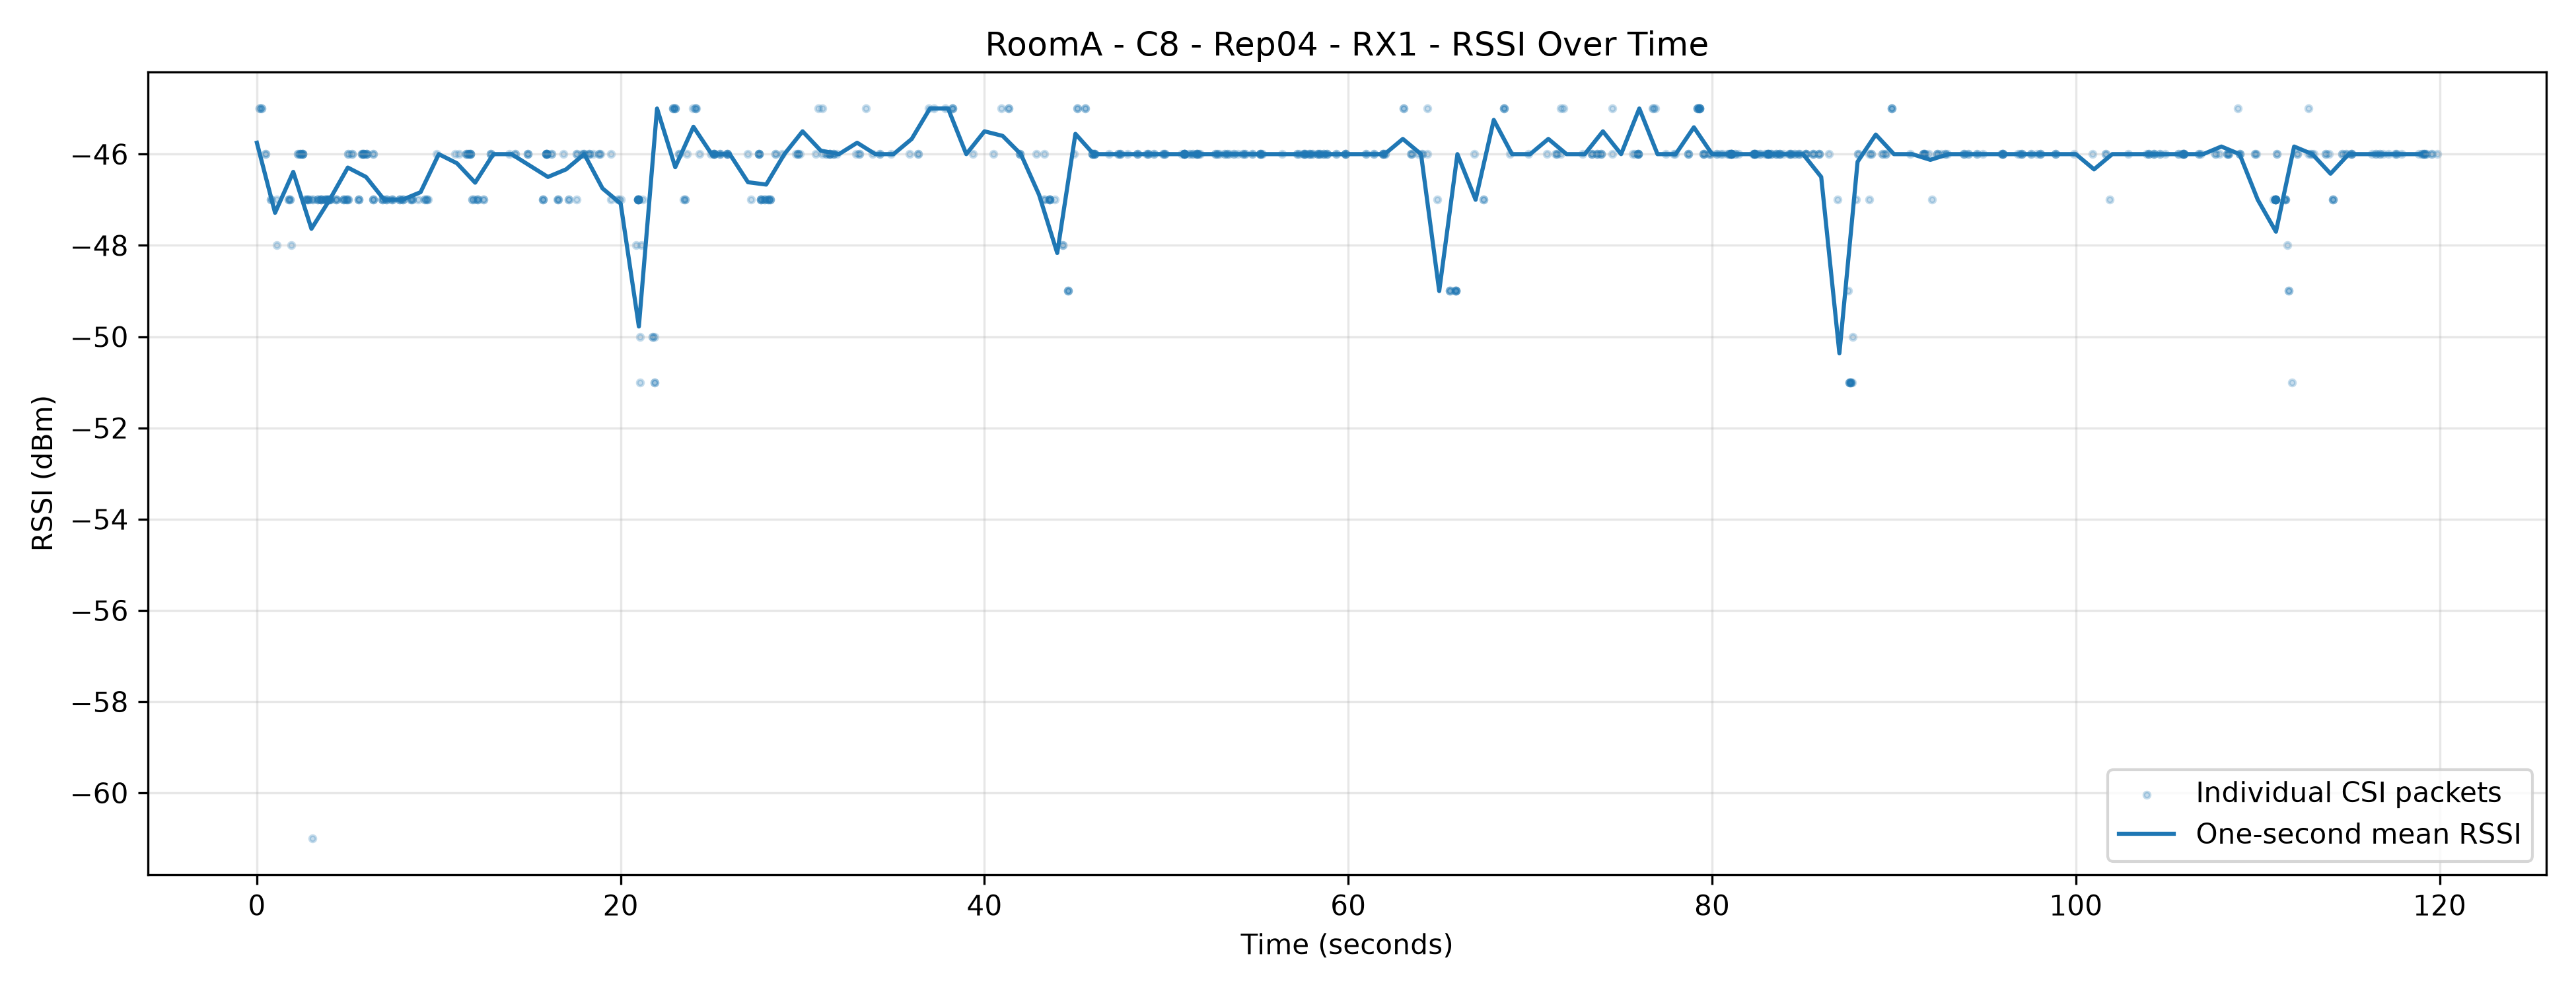 RoomA - C8 - Rep04 - RX1 - RSSI Over Time
RSSI (dBm)
−46
−48
−50
−52
−54
−56
−58
−60
0 20 40 60 80 100 120
Time (seconds)
Individual CSI packets
One-second mean RSSI